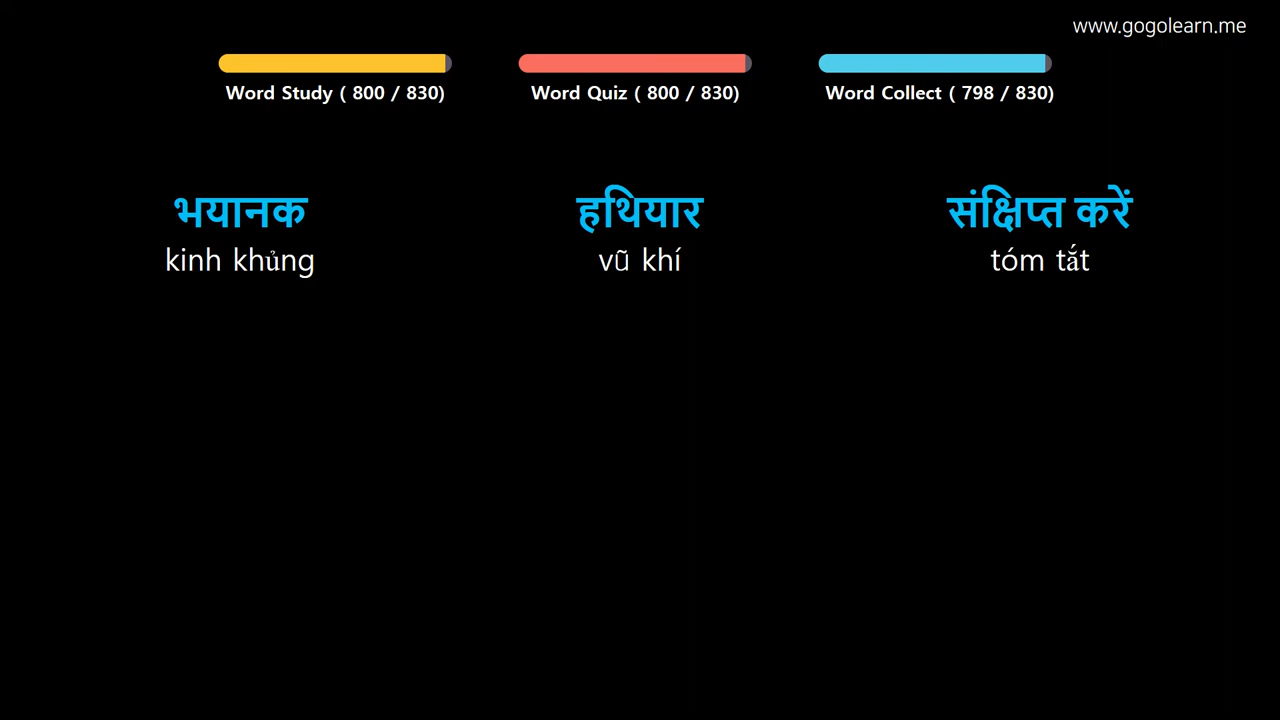 www.gogolearn.me
Word Study ( 800 / 830)
Word Quiz ( 800 / 830)
Word Collect ( 798 / 830)
भयानक
kinh khủng
हथियार
vũ khí
संक्षिप्त करें
tóm tắt